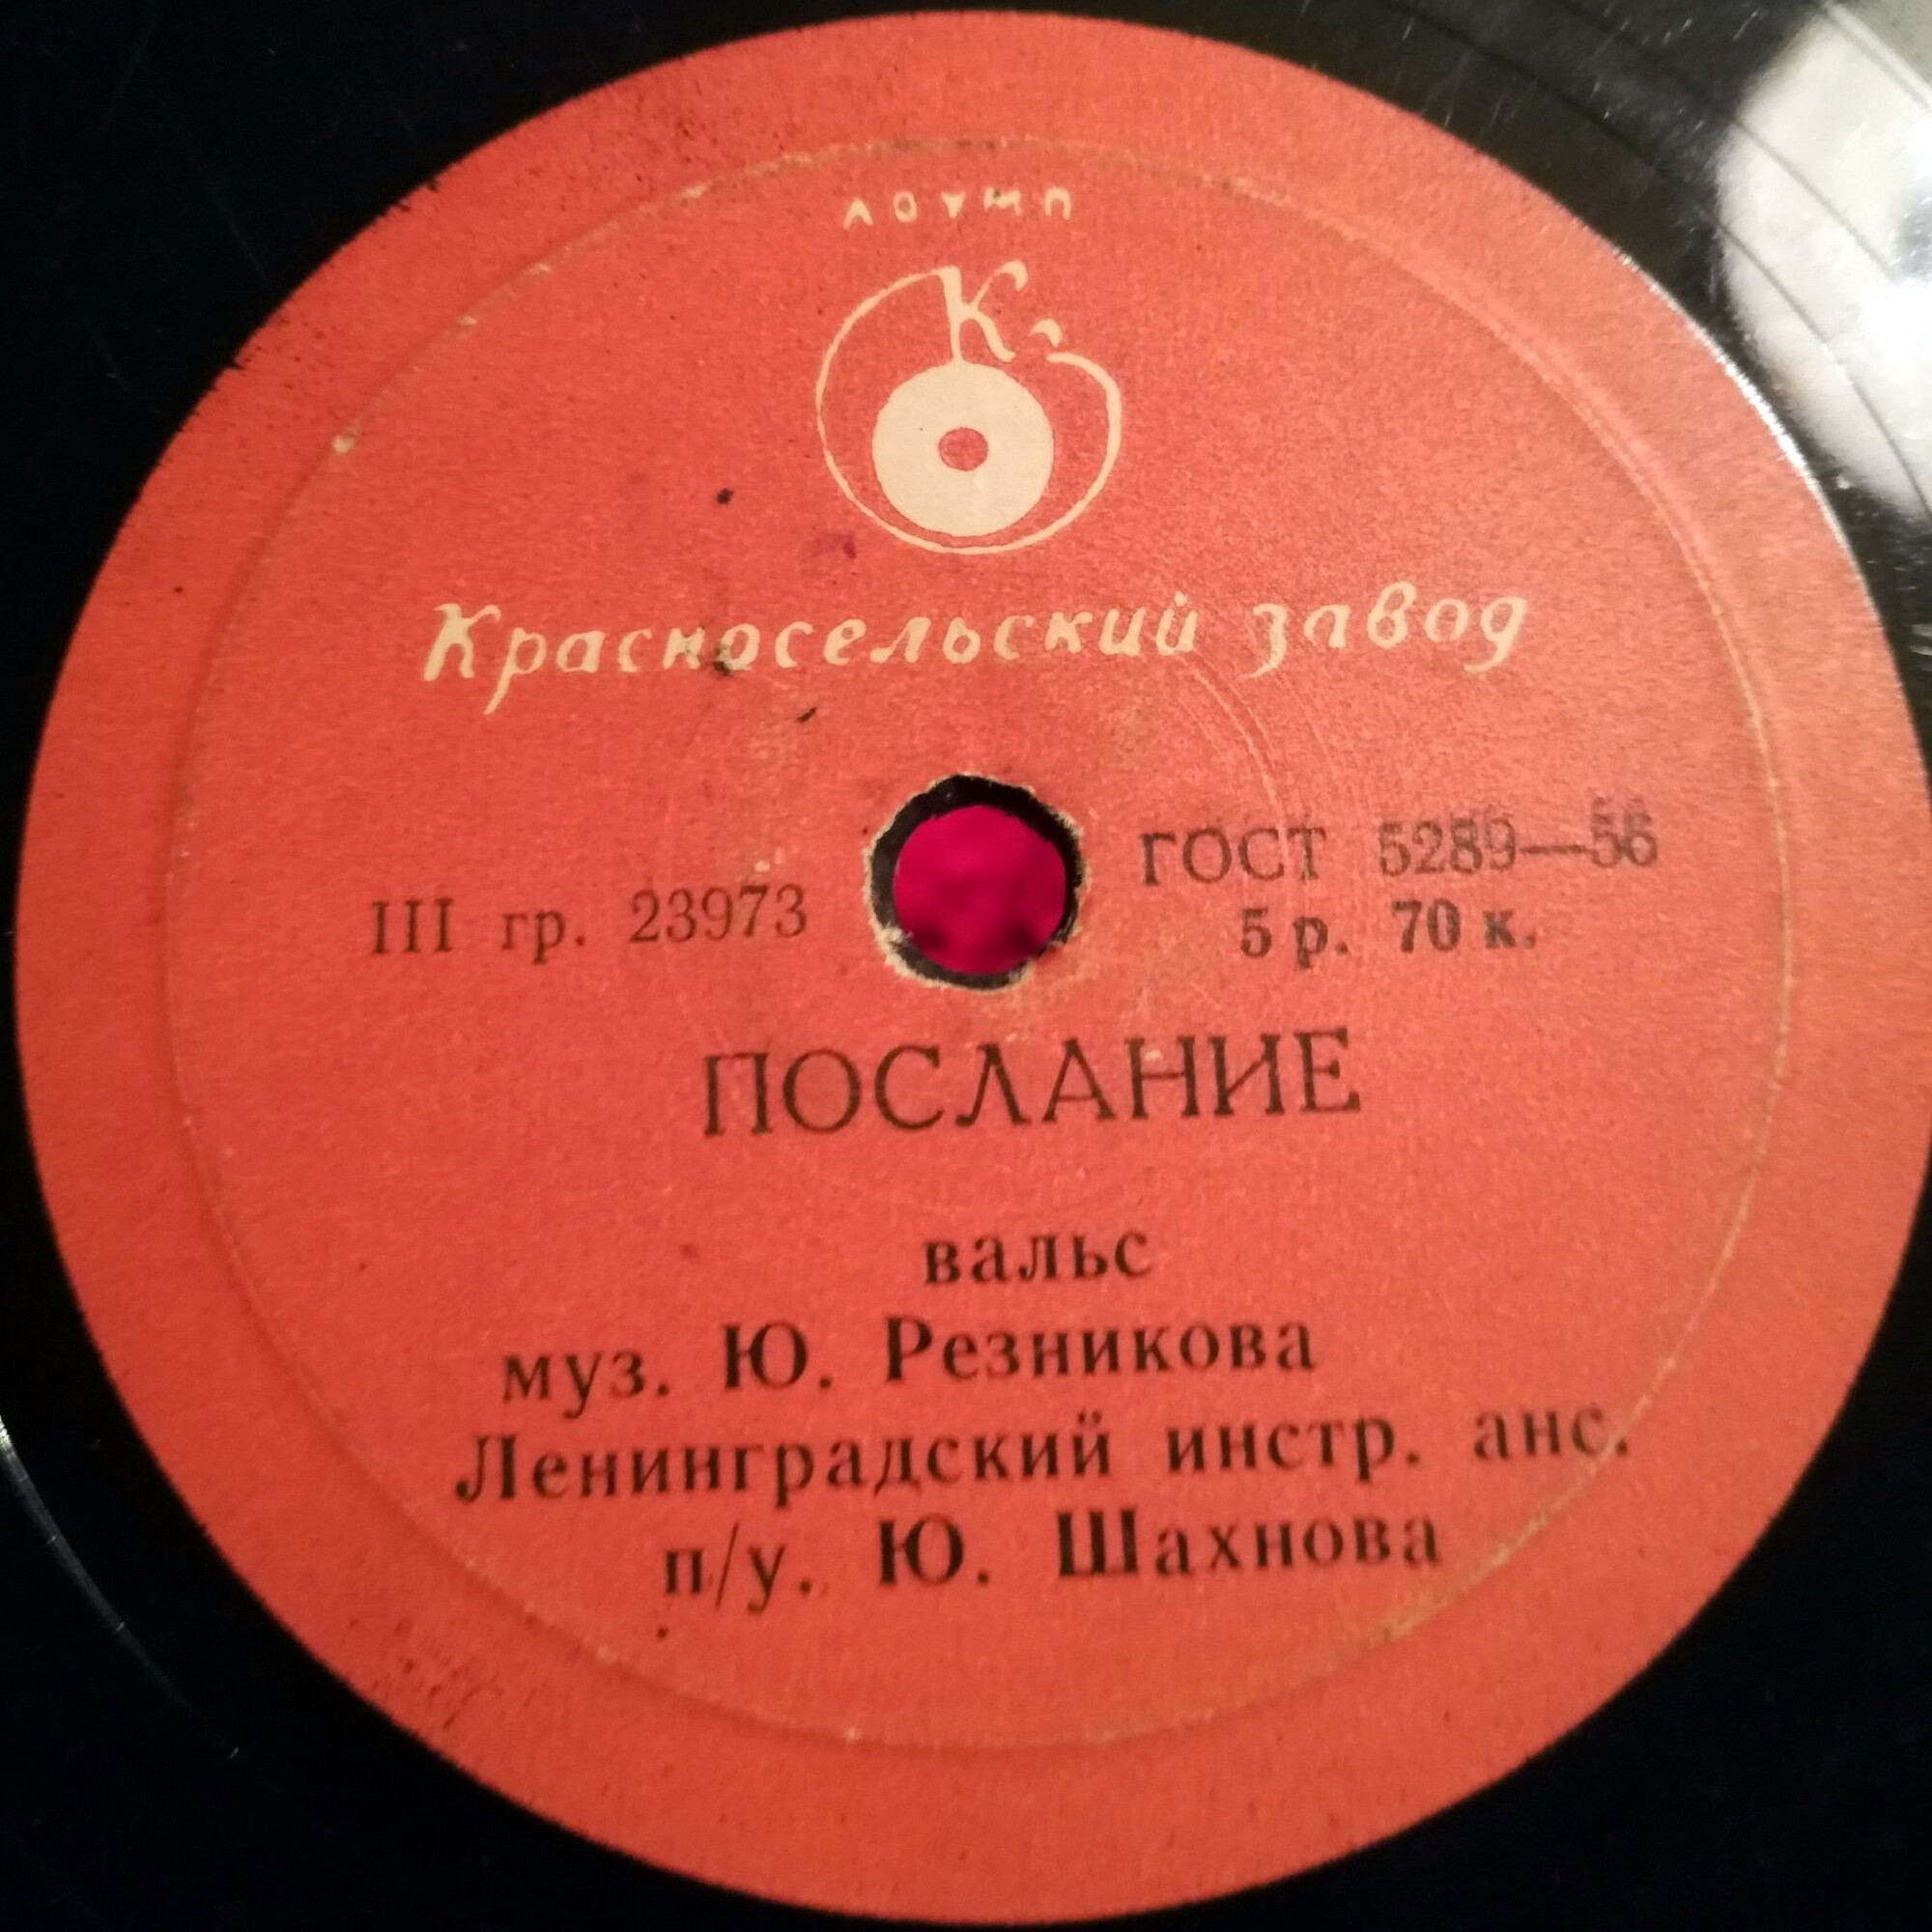 ЛОУМП
Кз
Красносельский завод
III гр. 23973
ГОСТ 5289—56
5 р. 70 к.
ПОСЛАНИЕ
вальс
муз. Ю. Резникова
Ленинградский инстр. анс.
п/у. Ю. Шахнова